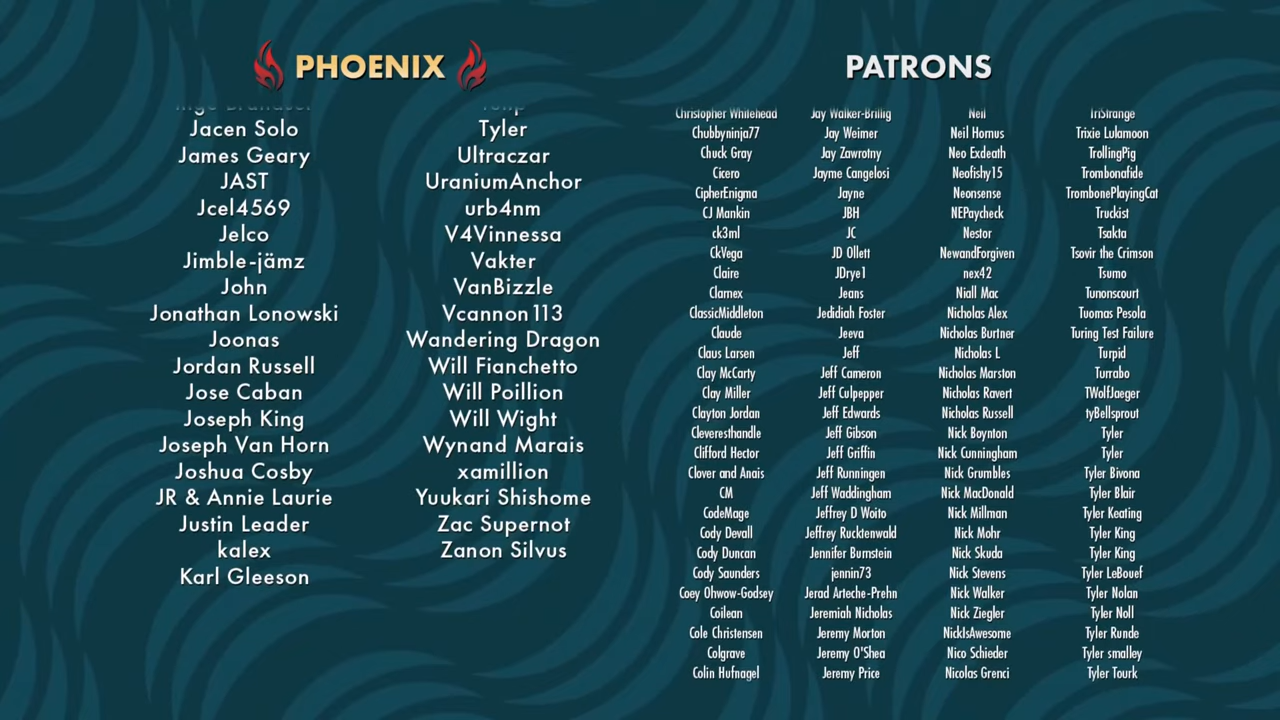 PHOENIX
Jacen Solo
James Geary
JAST
Jcel4569
Jelco
Jimble-jämz
John
Jonathan Lonowski
Joonas
Jordan Russell
Jose Caban
Joseph King
Joseph Van Horn
Joshua Cosby
JR & Annie Laurie
Justin Leader
kalex
Karl Gleeson
Tyler
Ultraczar
UraniumAnchor
urb4nm
V4Vinnessa
Vakter
VanBizzle
Vcannon113
Wandering Dragon
Will Fianchetto
Will Poillion
Will Wight
Wynand Marais
xamillion
Yuukari Shishome
Zac Supernot
Zanon Silvus
PATRONS
Christopher Whitehead
Chubbyninja77
Chuck Gray
Cicero
CipherEnigma
CJ Mankin
ck3ml
CkVega
Claire
Clarnex
ClassicMiddleton
Claude
Claus Larsen
Clay McCarty
Clay Miller
Clayton Jordan
Cleveresthandle
Clifford Hector
Clover and Anais
CM
CodeMage
Cody Devall
Cody Duncan
Cody Saunders
Coey Ohwow-Godsey
Coilean
Cole Christensen
Colgrave
Colin Hufnagel
Jay Walker-Brillig
Jay Weimer
Jay Zawrotny
Jayme Cangelosi
Jayne
JBH
JC
JD Ollett
JDrye1
Jeans
Jedidiah Foster
Jeeva
Jeff
Jeff Cameron
Jeff Culpepper
Jeff Edwards
Jeff Gibson
Jeff Griffin
Jeff Runningen
Jeff Waddingham
Jeffrey D Woito
Jeffrey Rucktenwald
Jennifer Burnstein
jennin73
Jerad Arteche-Prehn
Jeremiah Nicholas
Jeremy Morton
Jeremy O'Shea
Jeremy Price
Neil
Neil Hornus
Neo Exdeath
Neofishy15
Neonsense
NEPaycheck
Nestor
NewandForgiven
nex42
Niall Mac
Nicholas Alex
Nicholas Burtner
Nicholas L
Nicholas Marston
Nicholas Ravert
Nicholas Russell
Nick Boynton
Nick Cunningham
Nick Grumbles
Nick MacDonald
Nick Millman
Nick Mohr
Nick Skuda
Nick Stevens
Nick Walker
Nick Ziegler
NickIsAwesome
Nico Schieder
Nicolas Grenci
TriStrange
Trixie Lulamoon
TrollingPig
Trombonafide
TrombonePlayingCat
Truckist
Tsakta
Tsovir the Crimson
Tsumo
Tunonscourt
Tuomas Pesola
Turing Test Failure
Turpid
Turrabo
TWolfJaeger
tyBellsprout
Tyler
Tyler
Tyler Bivona
Tyler Blair
Tyler Keating
Tyler King
Tyler King
Tyler LeBouef
Tyler Nolan
Tyler Noll
Tyler Runde
Tyler smalley
Tyler Tourk